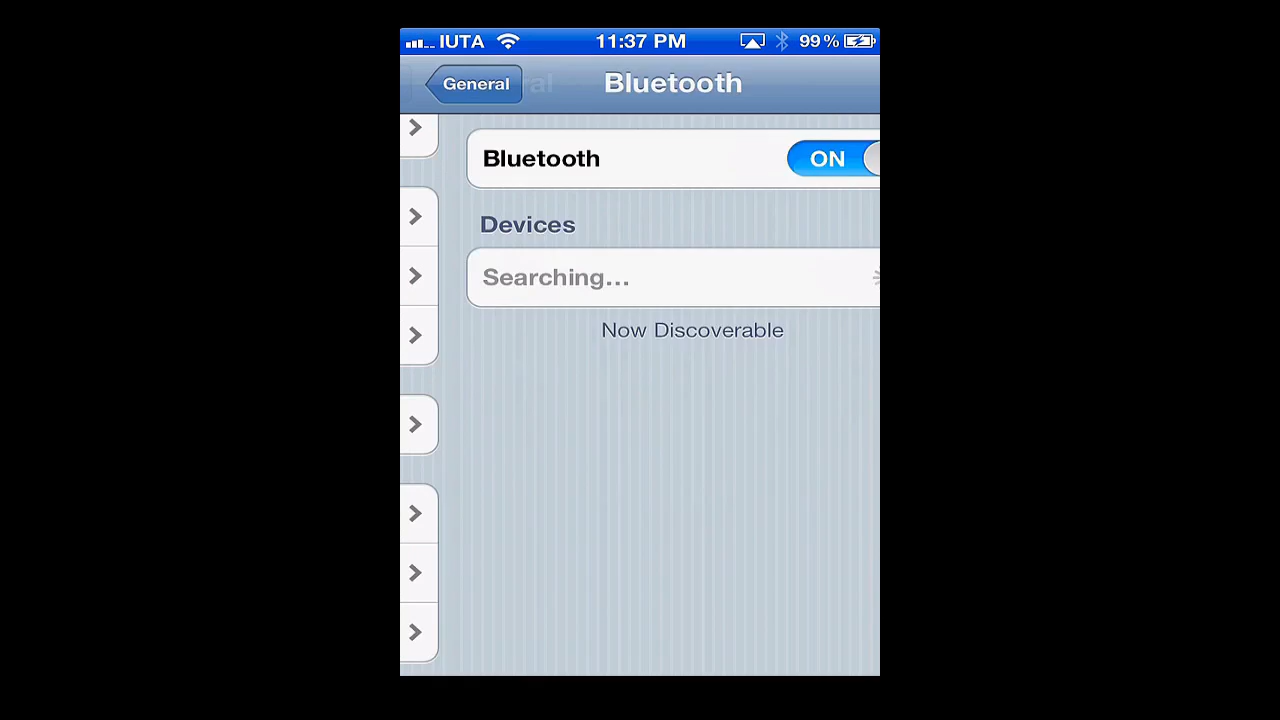 IUTA 11:37 PM 99%
General Bluetooth
Bluetooth ON
Devices
Searching...
Now Discoverable